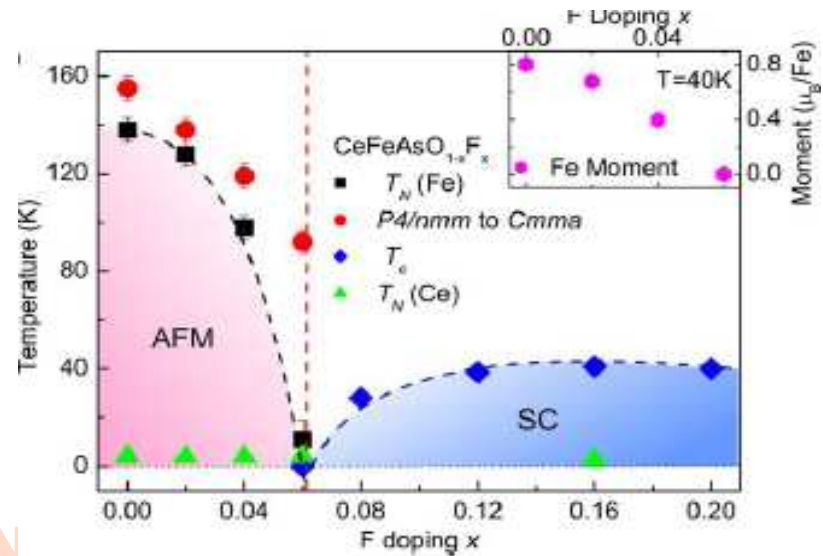 F Doping x
0.00 0.04
160
120
80
40
0
Temperature (K)
T=40K
Fe Moment
0.8
0.4
0.0
Moment (μB/Fe)
CeFeAsO1-xFx
TN (Fe)
P4/nmm to Cmma
Tc
TN (Ce)
AFM
SC
0.00 0.04 0.08 0.12 0.16 0.20
F doping x